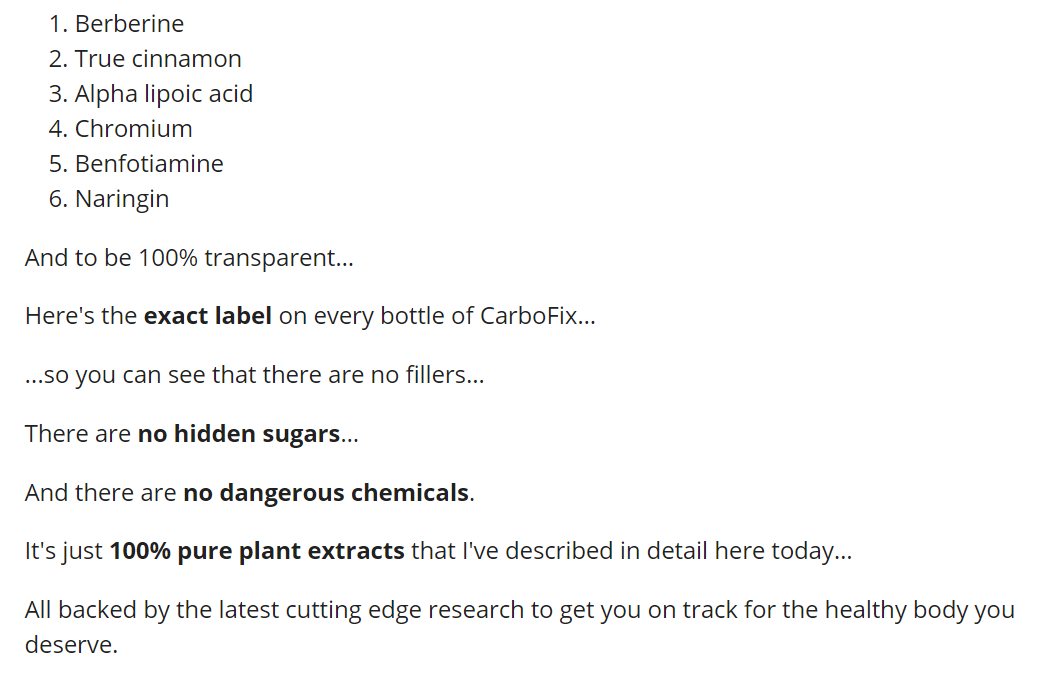 1. Berberine
2. True cinnamon
3. Alpha lipoic acid
4. Chromium
5. Benfotiamine
6. Naringin
And to be 100% transparent...
Here's the exact label on every bottle of CarboFix...
...so you can see that there are no fillers...
There are no hidden sugars...
And there are no dangerous chemicals.
It's just 100% pure plant extracts that I've described in detail here today...
All backed by the latest cutting edge research to get you on track for the healthy body you
deserve.